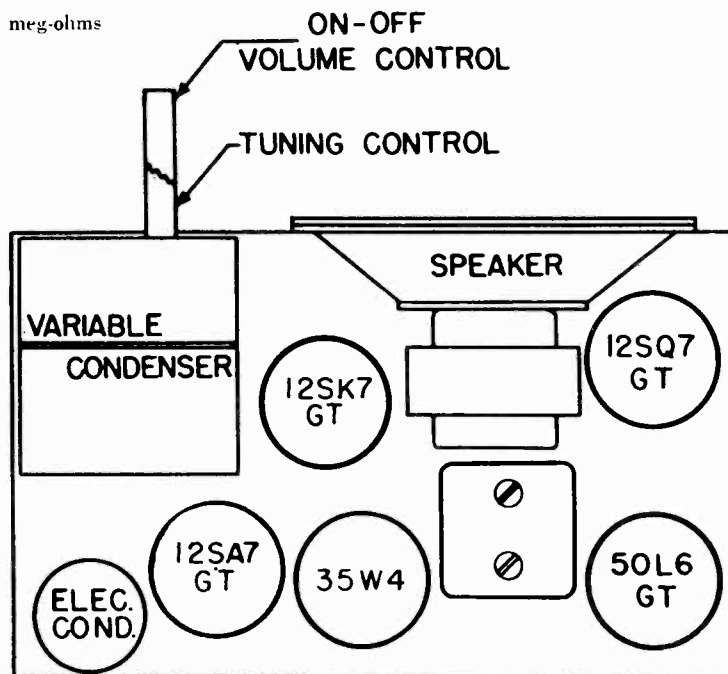 meg-ohms
ON-OFF
VOLUME CONTROL
TUNING CONTROL
SPEAKER
VARIABLE
CONDENSER
12SQ7
GT
12SK7
GT
12SA7
GT
35W4
50L6
GT
ELEC.
COND.